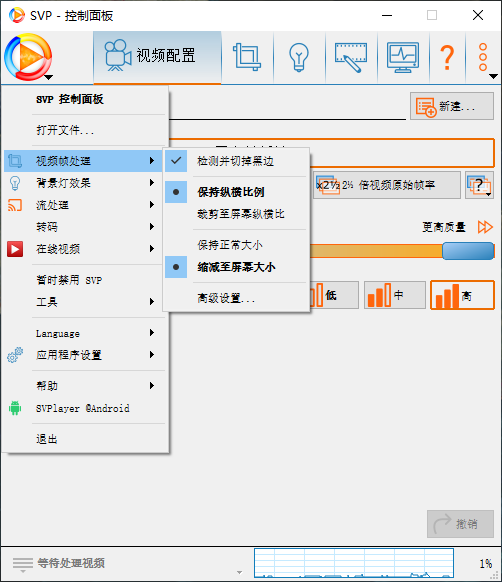 SVP - 控制面板
视频配置
?
SVP 控制面板
打开文件...
视频帧处理
背景灯效果
流处理
转码
在线视频
暂时禁用 SVP
工具
Language
应用程序设置
帮助
SVPlayer @Android
退出
检测并切掉黑边
保持纵横比例
裁剪至屏幕纵横比
保持正常大小
缩减至屏幕大小
高级设置...
新建...
x2½ 2½ 倍视频原始帧率
?
更高质量
低
中
高
撤销
等待处理视频
1%